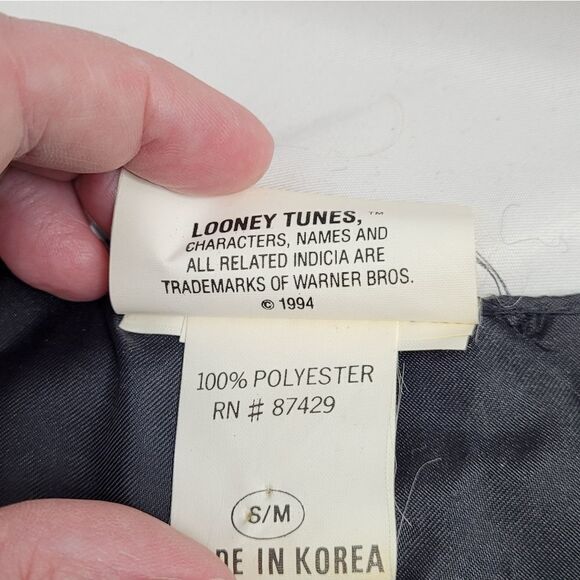 LOONEY TUNES,™
CHARACTERS, NAMES AND
ALL RELATED INDICIA ARE
TRADEMARKS OF WARNER BROS.
© 1994
100% POLYESTER
RN # 87429
S/M
DE IN KOREA